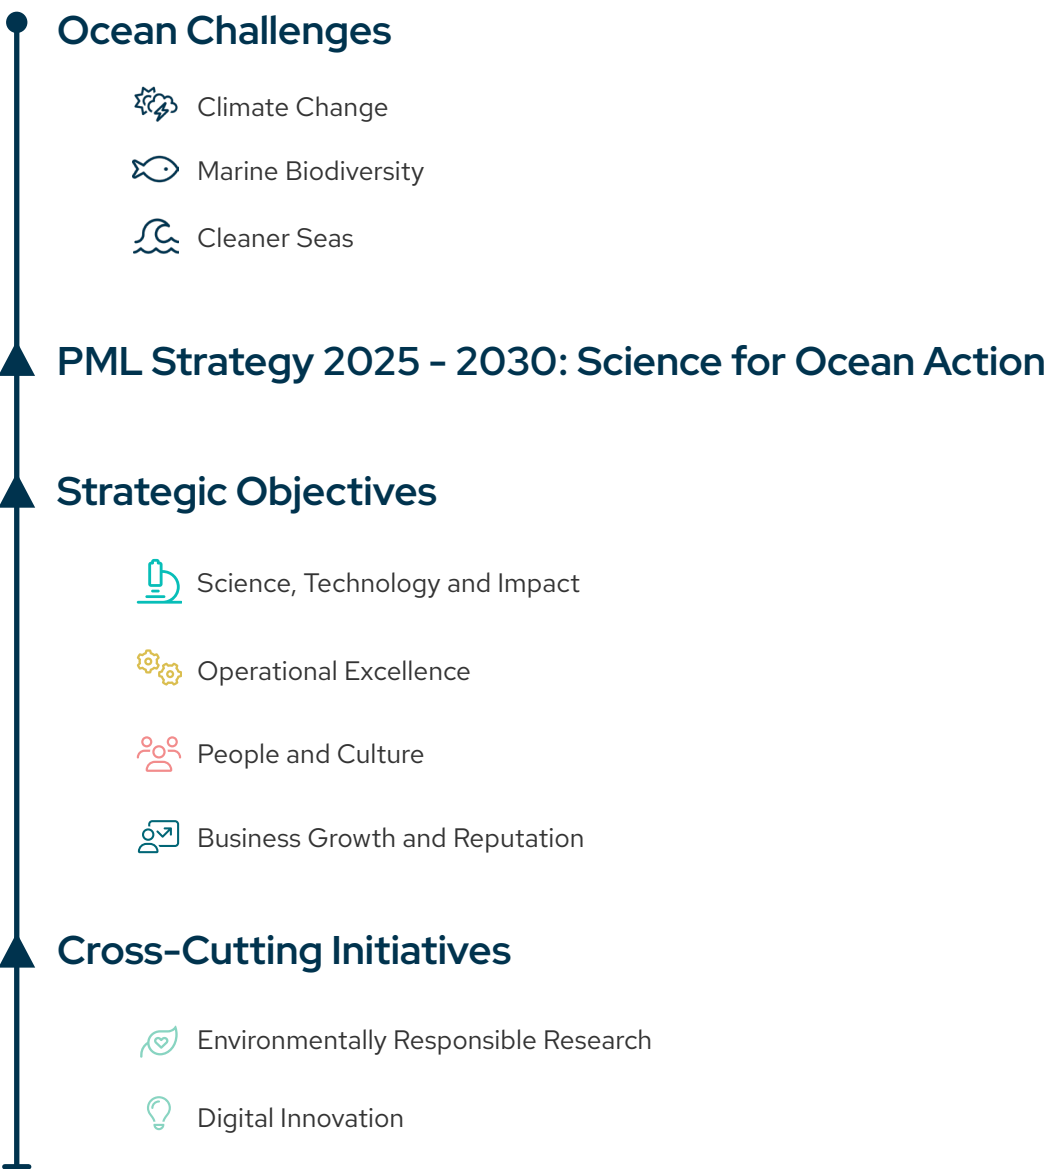 Ocean Challenges
Climate Change
Marine Biodiversity
Cleaner Seas
PML Strategy 2025 - 2030: Science for Ocean Action
Strategic Objectives
Science, Technology and Impact
Operational Excellence
People and Culture
Business Growth and Reputation
Cross-Cutting Initiatives
Environmentally Responsible Research
Digital Innovation